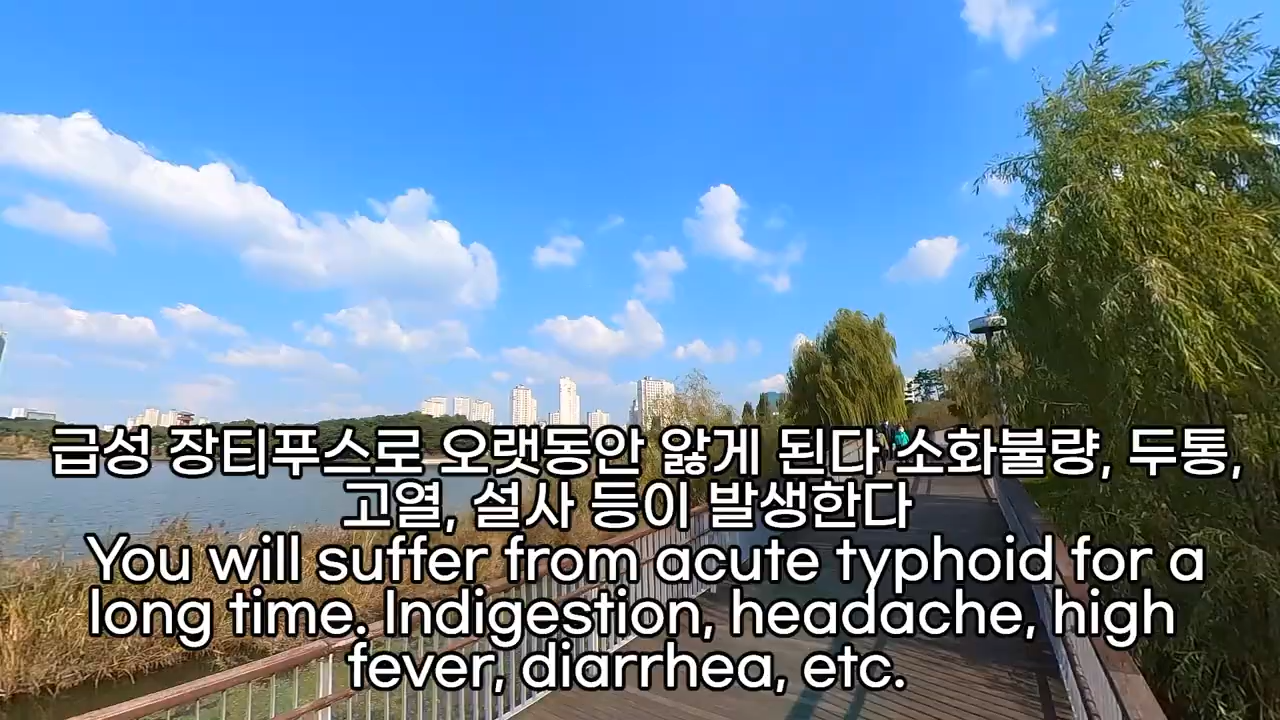 급성 장티푸스로 오랫동안 앓게 된다 소화불량, 두통,
고열, 설사 등이 발생한다
You will suffer from acute typhoid for a
long time. Indigestion, headache, high
fever, diarrhea, etc.